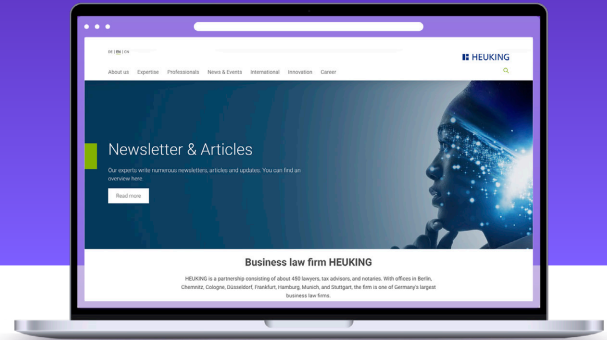 DE | EN | CN
HEUKING
About us Expertise Professionals News & Events International Innovation Career
Newsletter & Articles
Our experts write numerous newsletters, articles and updates. You can find an
overview here.
Read more
Business law firm HEUKING
HEUKING is a partnership consisting of about 450 lawyers, tax advisors, and notaries. With offices in Berlin,
Chemnitz, Cologne, Düsseldorf, Frankfurt, Hamburg, Munich, and Stuttgart, the firm is one of Germany's largest
business law firms.